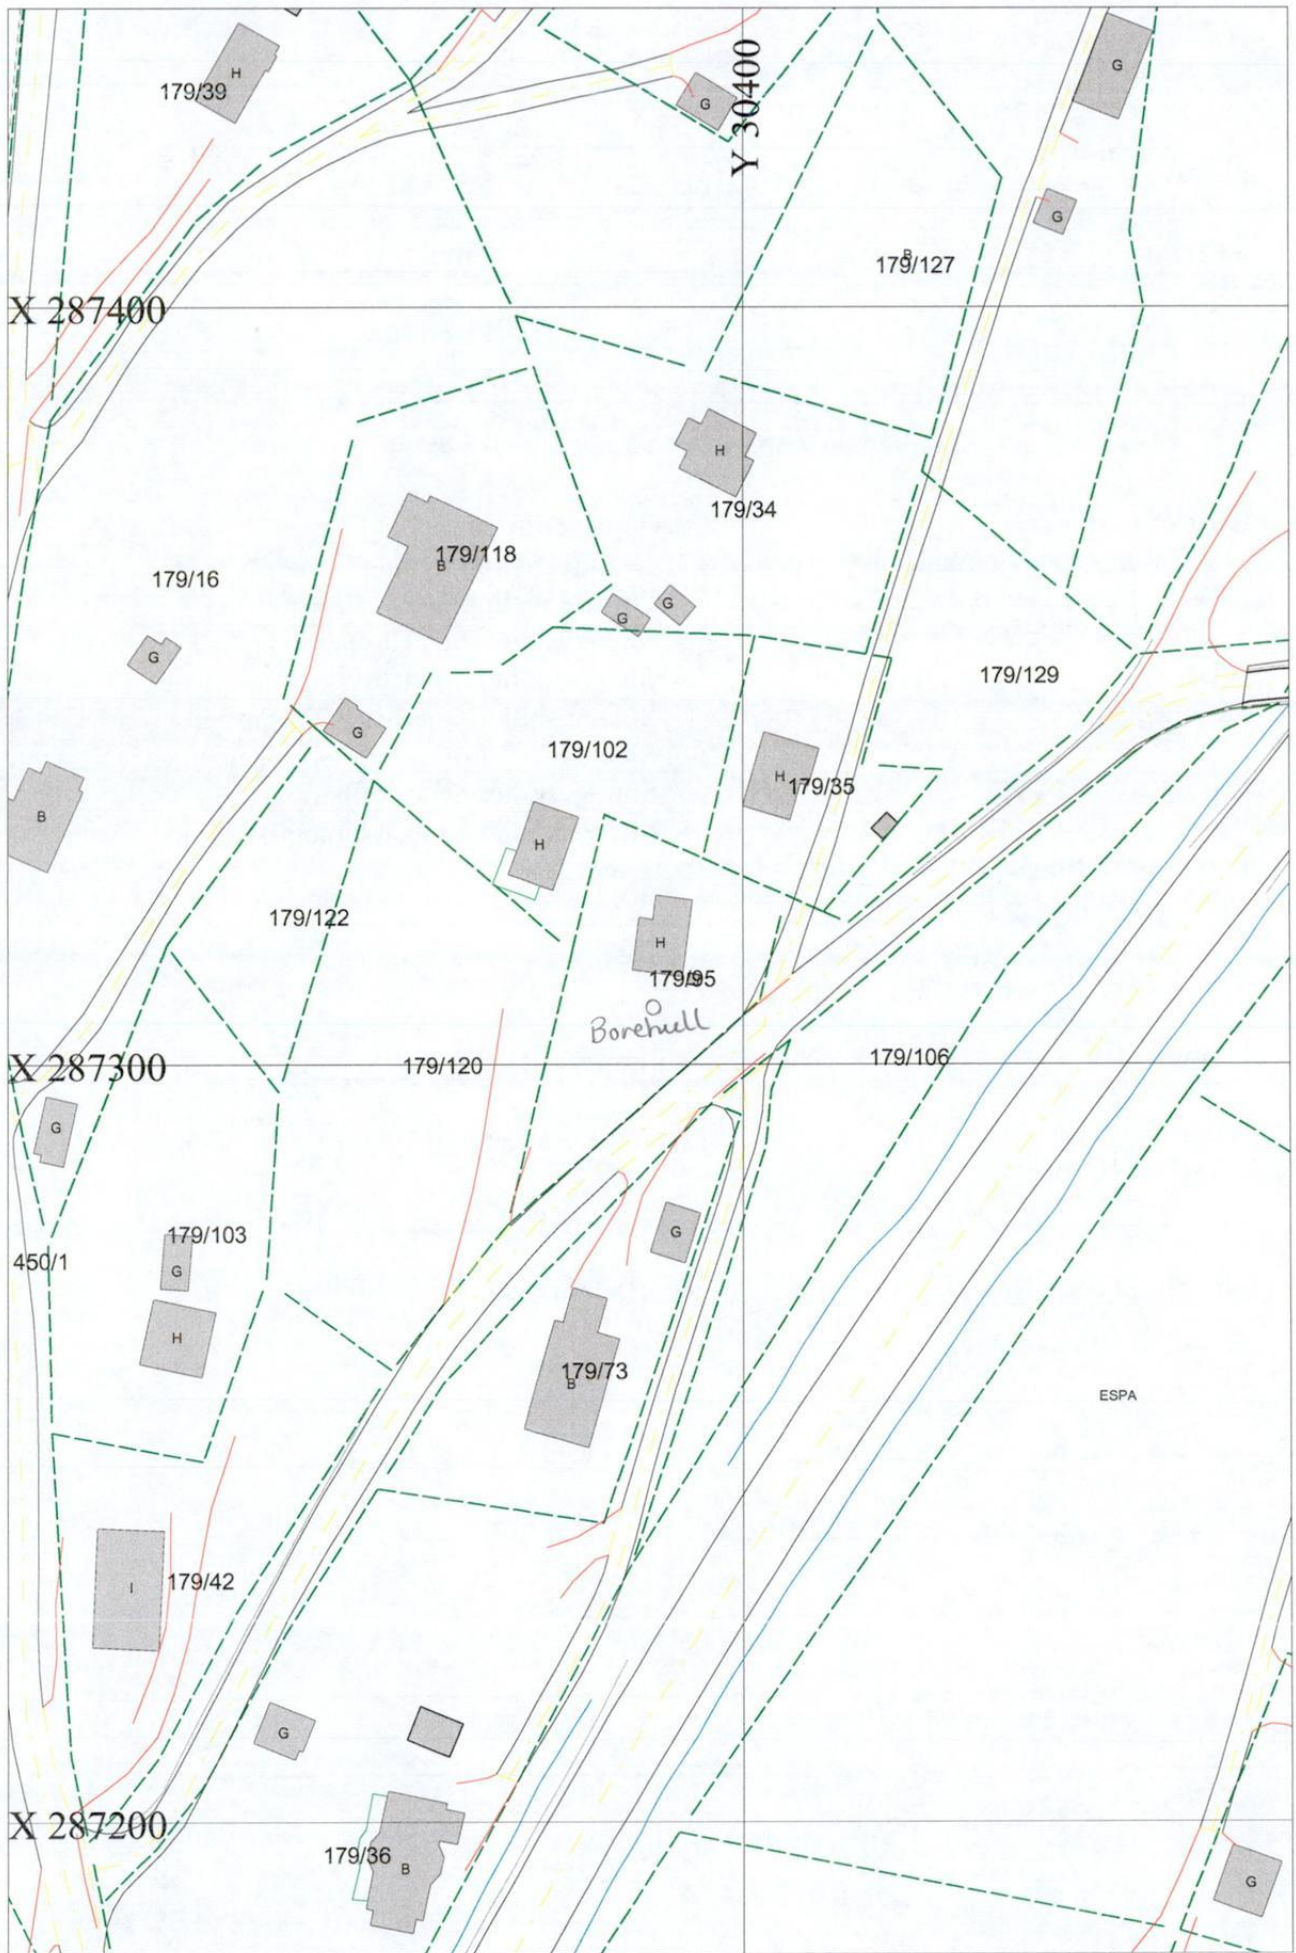 H
179/39
G
Y 30400
G
G
B
179/127
X 287400
H
179/34
179/118
B
179/16
G
G
G
179/129
G
179/102
H
179/35
B
H
179/122
H
179/95
Borehull
X 287300
179/120
179/106
G
179/103
G
450/1
G
H
179/73
B
ESPA
I
179/42
G
X 287200
179/36
B
G